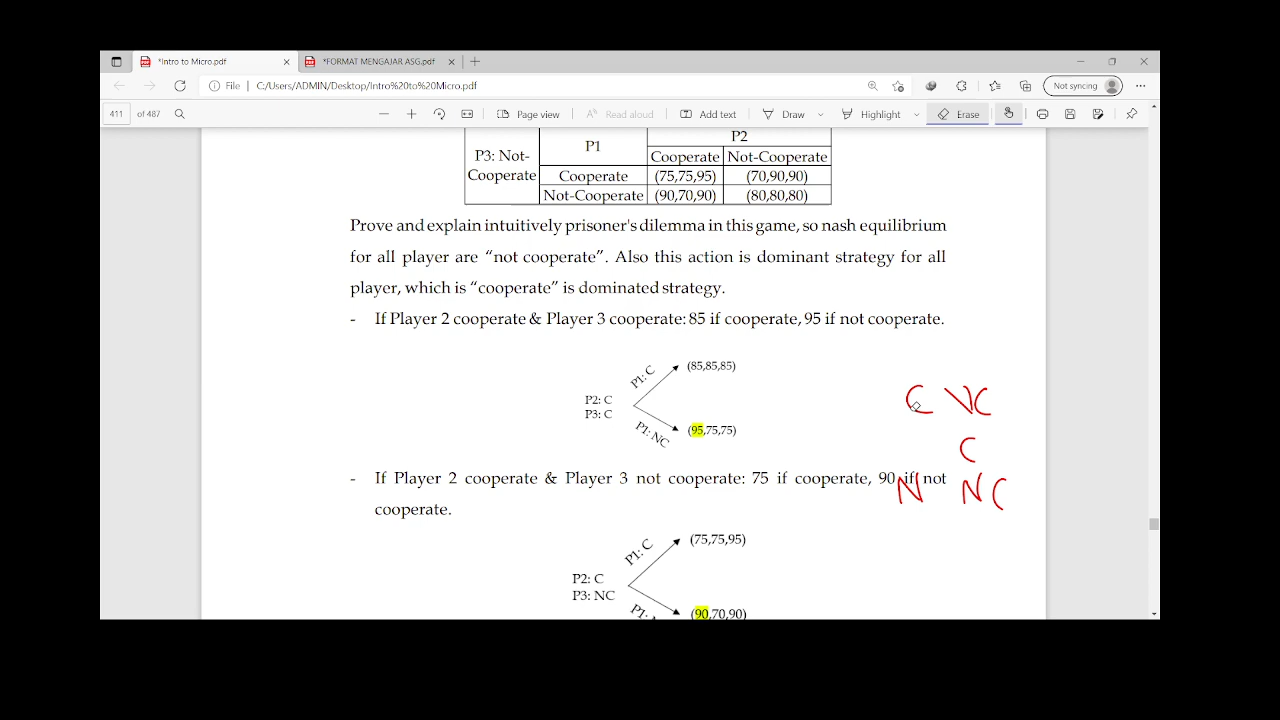 *Intro to Micro.pdf
*FORMAT MENGAJAR ASG.pdf
File
C:/Users/ADMIN/Desktop/Intro%20to%20Micro.pdf
Not syncing
411 of 487
Page view
Read aloud
Add text
Draw
Highlight
Erase
P3: Not-Cooperate
P1
P2
Cooperate Not-Cooperate
Cooperate (75,75,95) (70,90,90)
Not-Cooperate (90,70,90) (80,80,80)
Prove and explain intuitively prisoner's dilemma in this game, so nash equilibrium
for all player are “not cooperate”. Also this action is dominant strategy for all
player, which is “cooperate” is dominated strategy.
- If Player 2 cooperate & Player 3 cooperate: 85 if cooperate, 95 if not cooperate.
P1: C
(85,85,85)
P2: C
P3: C
P1: NC
(95,75,75)
C NC
C
N NC
- If Player 2 cooperate & Player 3 not cooperate: 75 if cooperate, 90 if not
cooperate.
P1: C
(75,75,95)
P2: C
P3: NC
(90,70,90)